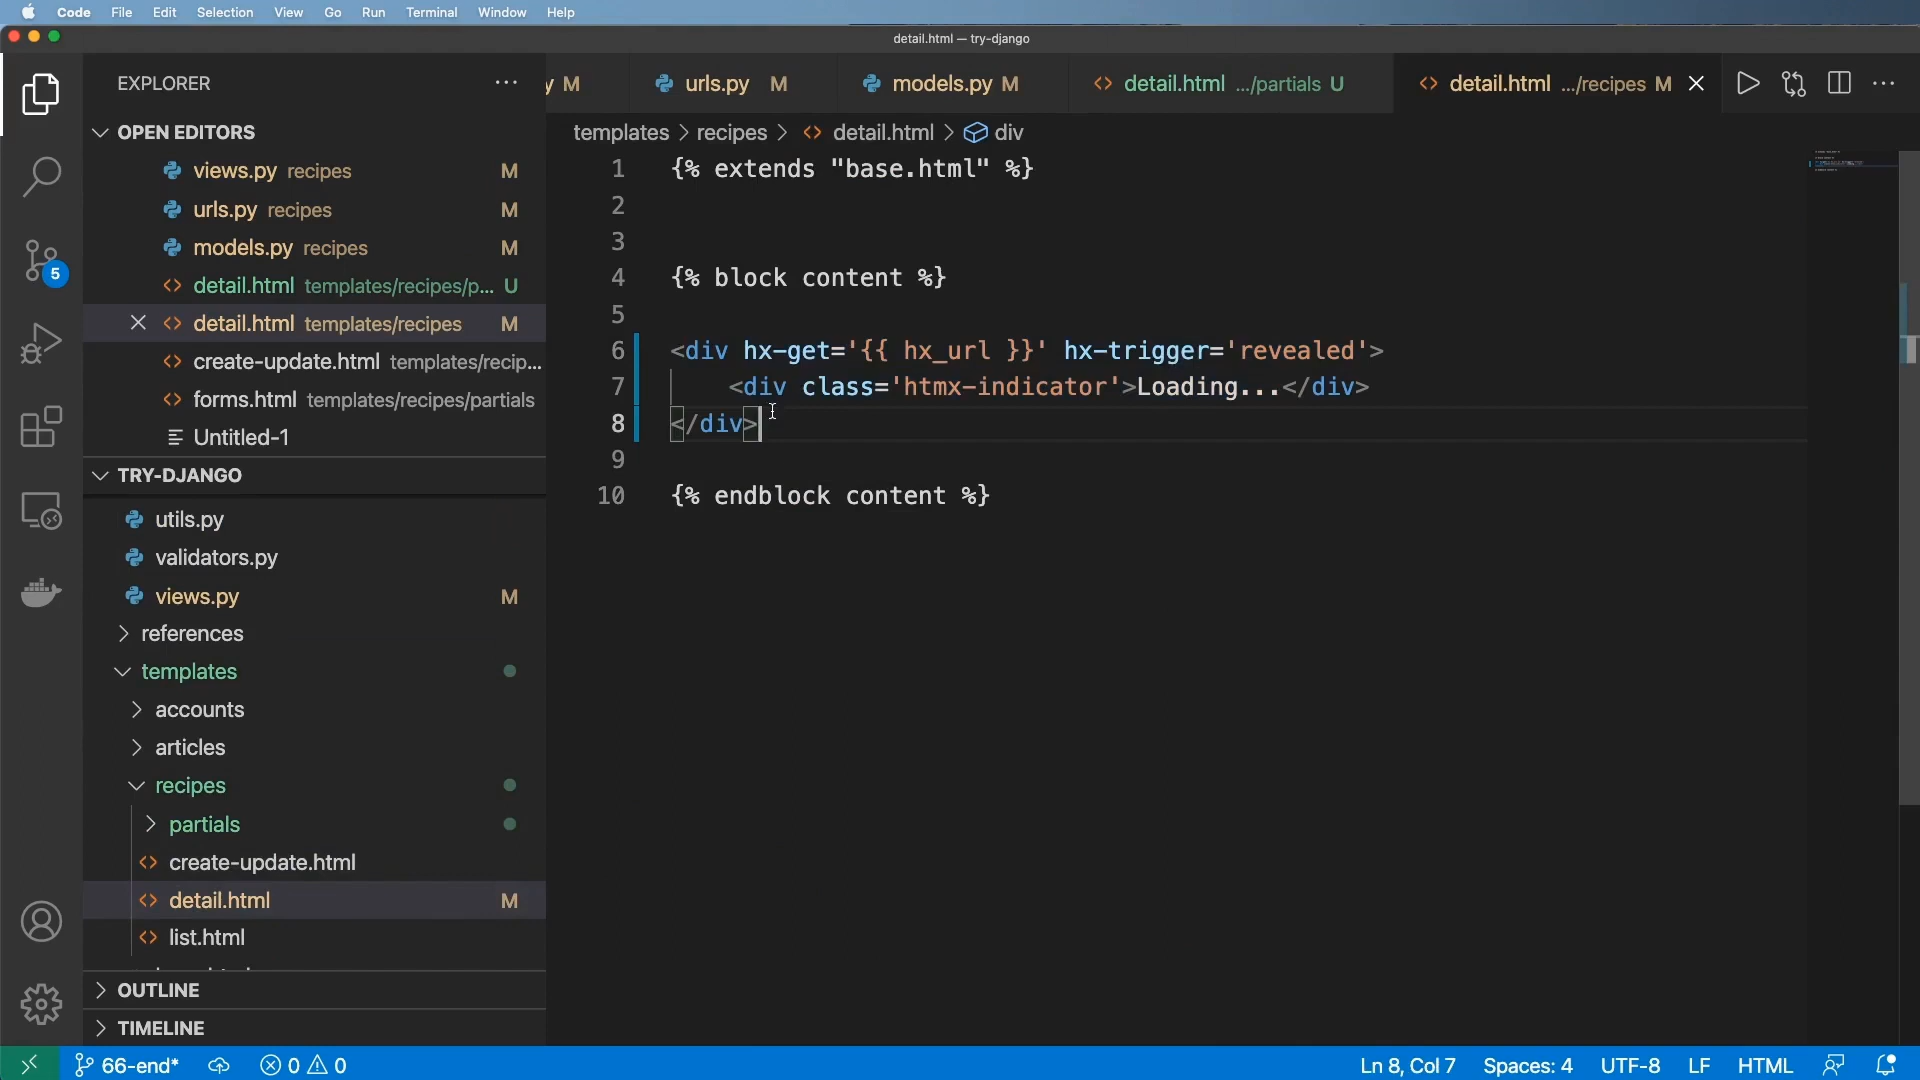 Code File Edit Selection View Go Run Terminal Window Help
detail.html — try-django
EXPLORER
y M
urls.py M
models.py M
detail.html .../partials U
detail.html .../recipes M
OPEN EDITORS
views.py recipes M
urls.py recipes M
models.py recipes M
detail.html templates/recipes/p... U
detail.html templates/recipes M
create-update.html templates/recip...
forms.html templates/recipes/partials
Untitled-1
TRY-DJANGO
utils.py
validators.py
views.py M
references
templates
accounts
articles
recipes
partials
create-update.html
detail.html M
list.html
OUTLINE
TIMELINE
templates > recipes > detail.html > div
1 {% extends "base.html" %}
2
3
4 {% block content %}
5
6 <div hx-get='{{ hx_url }}' hx-trigger='revealed'>
7     <div class='htmx-indicator'>Loading...</div>
8 </div>
9
10 {% endblock content %}
5
66-end* 0 0 Ln 8, Col 7 Spaces: 4 UTF-8 LF HTML